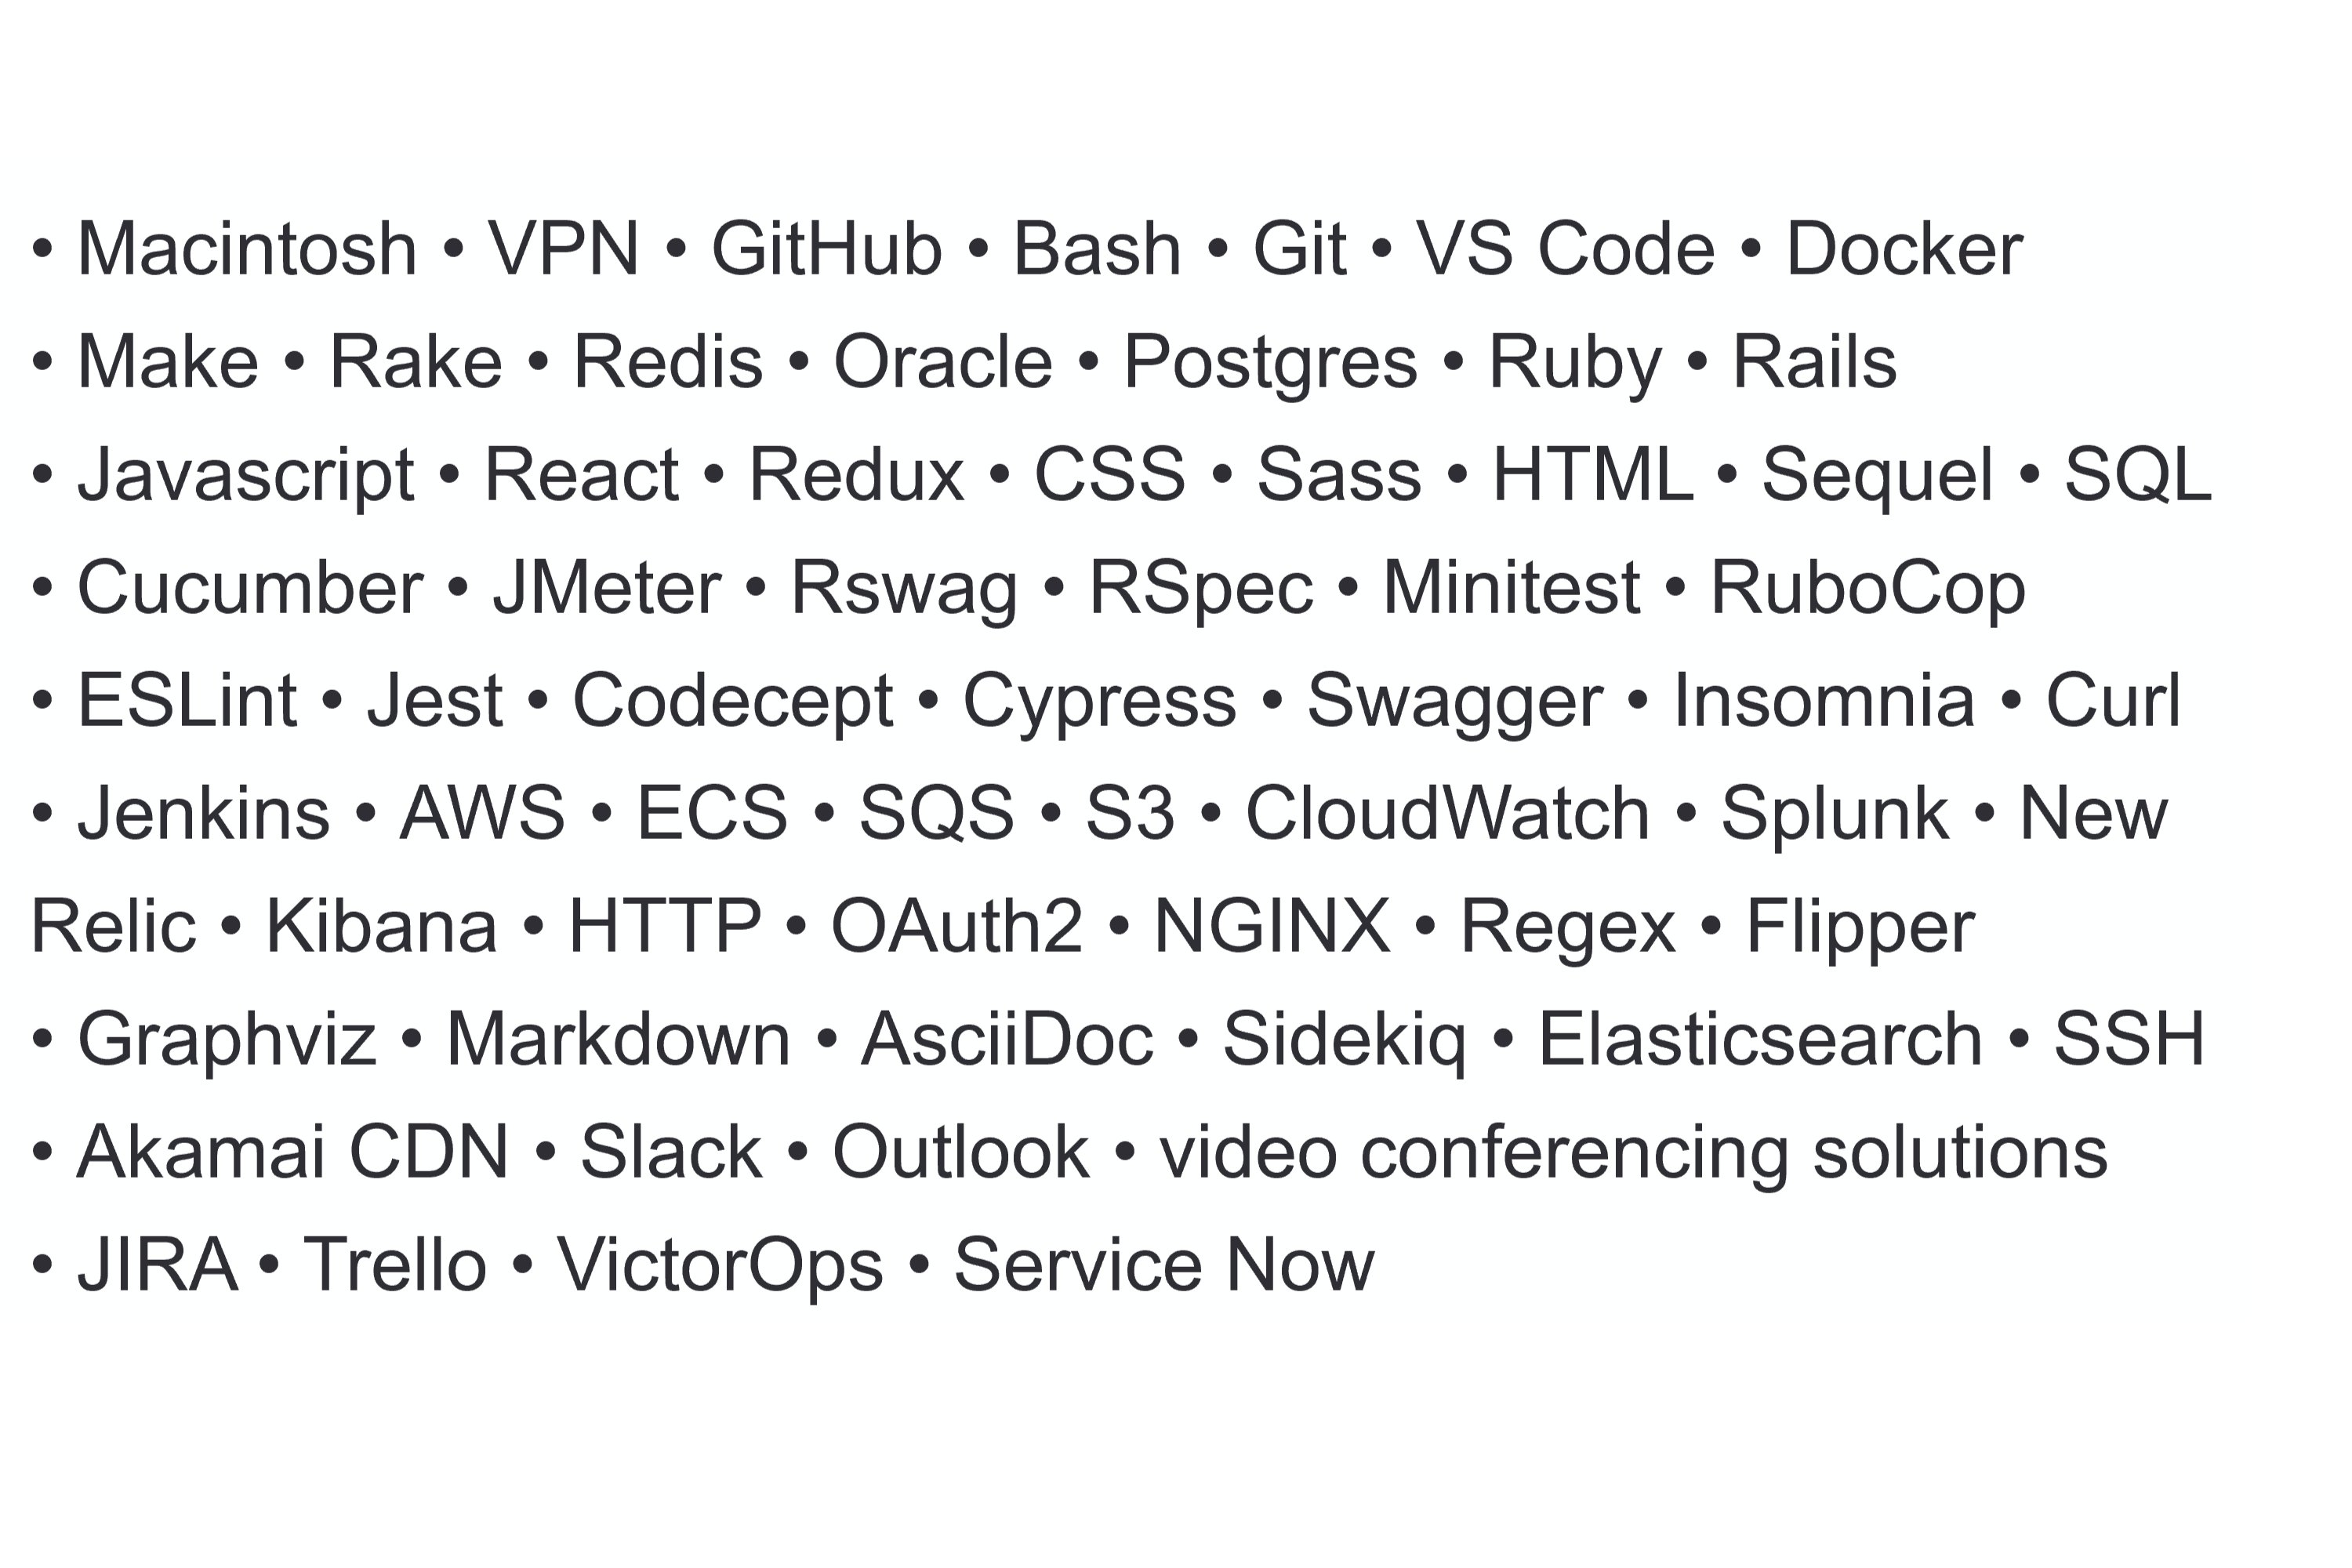 • Macintosh • VPN • GitHub • Bash • Git • VS Code • Docker
• Make • Rake • Redis • Oracle • Postgres • Ruby • Rails
• Javascript • React • Redux • CSS • Sass • HTML • Sequel • SQL
• Cucumber • JMeter • Rswag • RSpec • Minitest • RuboCop
• ESLint • Jest • Codecept • Cypress • Swagger • Insomnia • Curl
• Jenkins • AWS • ECS • SQS • S3 • CloudWatch • Splunk • New
Relic • Kibana • HTTP • OAuth2 • NGINX • Regex • Flipper
• Graphviz • Markdown • AsciiDoc • Sidekiq • Elasticsearch • SSH
• Akamai CDN • Slack • Outlook • video conferencing solutions
• JIRA • Trello • VictorOps • Service Now